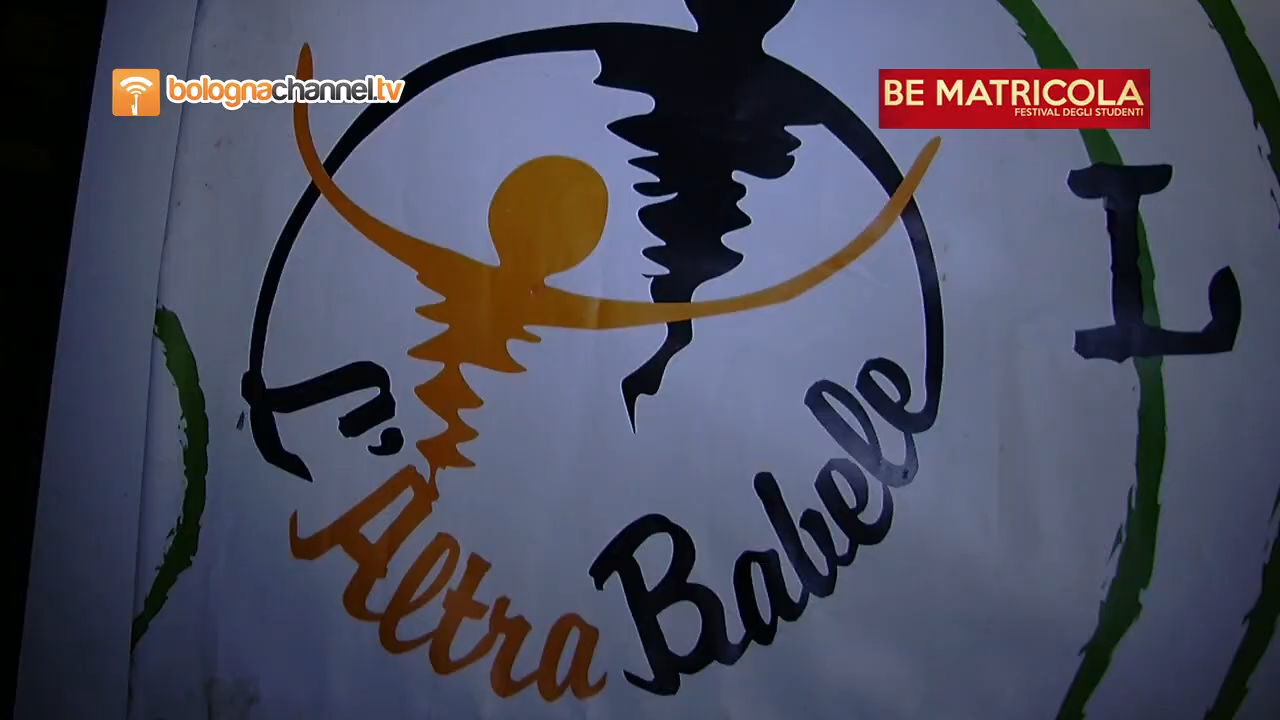 bolognachannel.tv
BE MATRICOLA
FESTIVAL DEGLI STUDENTI
L'Altra Babele
L